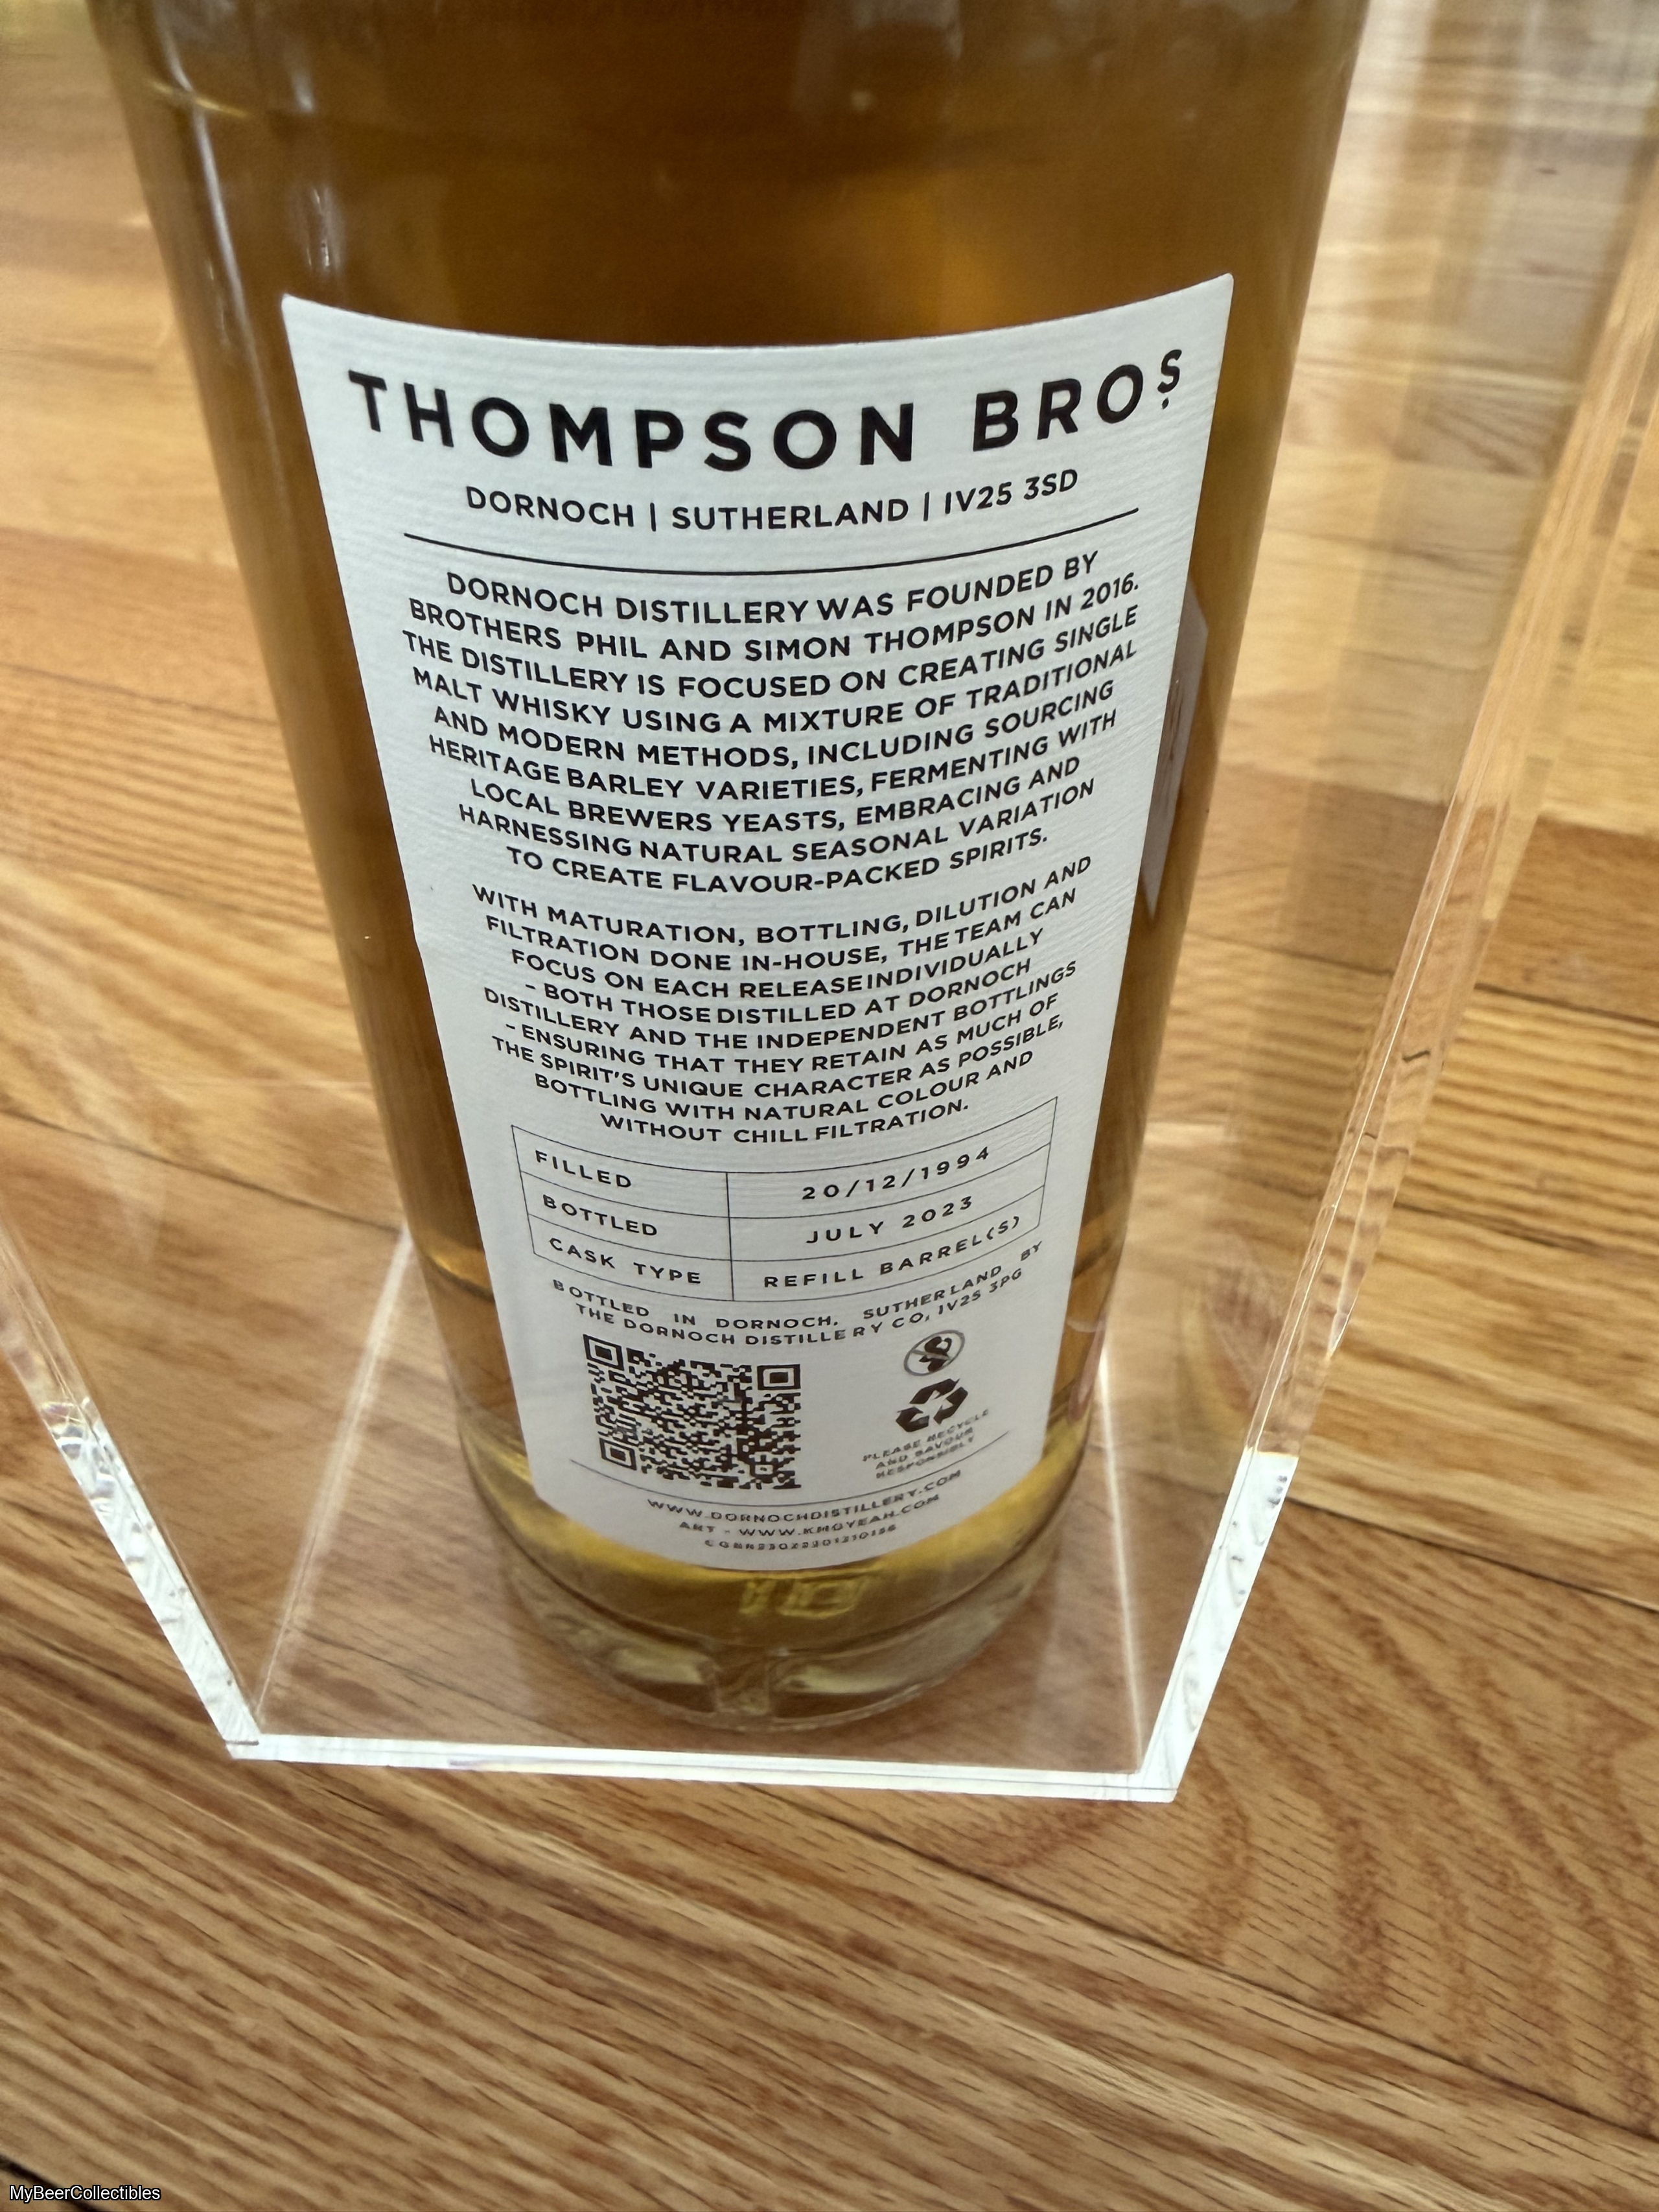 THOMPSON BROS
DORNOCH | SUTHERLAND | IV25 3SD
DORNOCH DISTILLERY WAS FOUNDED BY
BROTHERS PHIL AND SIMON THOMPSON IN 2016.
THE DISTILLERY IS FOCUSED ON CREATING SINGLE
MALT WHISKY USING A MIXTURE OF TRADITIONAL
AND MODERN METHODS, INCLUDING SOURCING
HERITAGE BARLEY VARIETIES, FERMENTING WITH
LOCAL BREWERS YEASTS, EMBRACING AND
HARNESSING NATURAL SEASONAL VARIATION
TO CREATE FLAVOUR-PACKED SPIRITS.
WITH MATURATION, BOTTLING, DILUTION AND
FILTRATION DONE IN-HOUSE, THE TEAM CAN
FOCUS ON EACH RELEASE INDIVIDUALLY
- BOTH THOSE DISTILLED AT DORNOCH
DISTILLERY AND THE INDEPENDENT BOTTLINGS
- ENSURING THAT THEY RETAIN AS MUCH OF
THE SPIRIT'S UNIQUE CHARACTER AS POSSIBLE,
BOTTLING WITH NATURAL COLOUR AND
WITHOUT CHILL FILTRATION.
FILLED 20/12/1994
BOTTLED JULY 2023
CASK TYPE REFILL BARREL(S)
BOTTLED IN DORNOCH, SUTHERLAND BY
THE DORNOCH DISTILLERY CO, IV25 3PG
PLEASE RECYCLE
AND SAVOUR
RESPONSIBLY
WWW.DORNOCHDISTILLERY.COM
ART - WWW.KHGYEAH.COM
MyBeerCollectibles